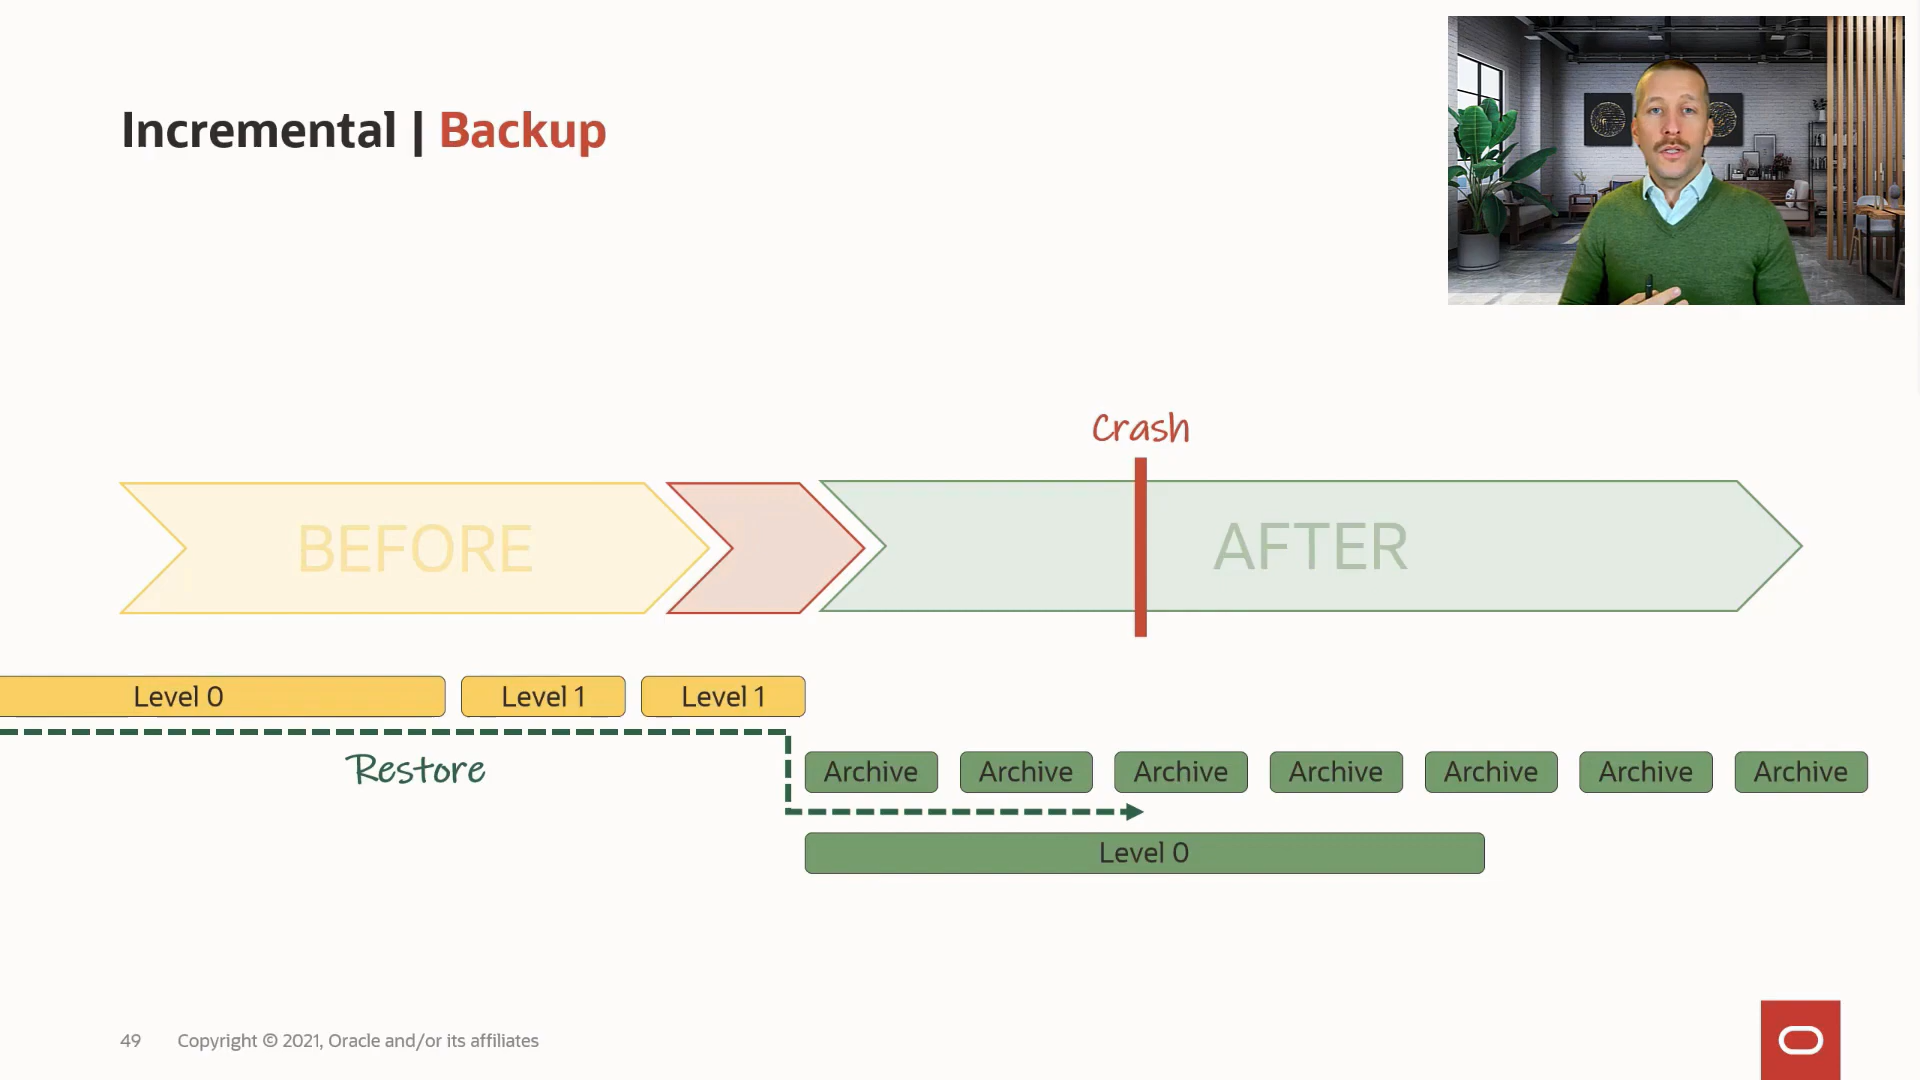 Incremental | Backup
Crash
BEFORE
AFTER
Level 0
Level 1
Level 1
Restore
Archive
Archive
Archive
Archive
Archive
Archive
Archive
Level 0
49
Copyright © 2021, Oracle and/or its affiliates